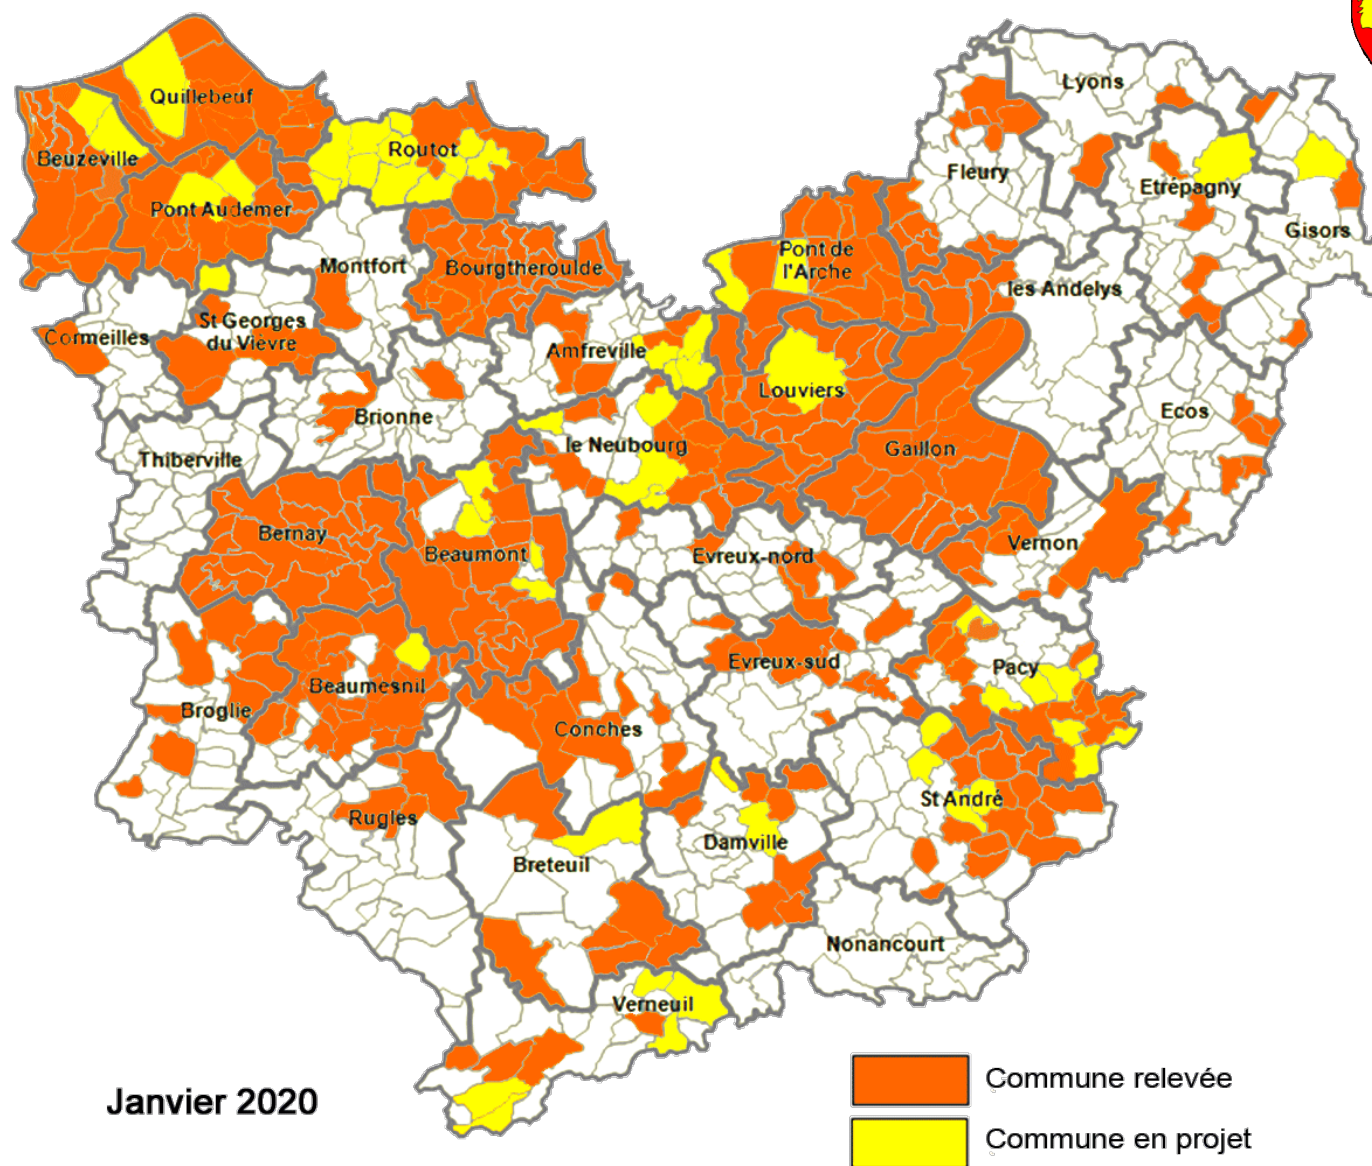 Lyons
Quillebeuf
Routot
Beuzeville
Fleury
Etrépagny
Pont Audemer
Gisors
Pont de
l'Arche
Montfort
Bourgtheroulde
les Andelys
St Georges
du Vièvre
Cormeilles
Amfreville
Louviers
Ecos
Brionne
le Neubourg
Gaillon
Thiberville
Bernay
Vernon
Beaumont
Evreux-nord
Evreux-sud
Pacy
Beaumesnil
Broglie
Conches
St André
Rugles
Damville
Breteuil
Nonancourt
Verneuil
Janvier 2020
Commune relevée
Commune en projet